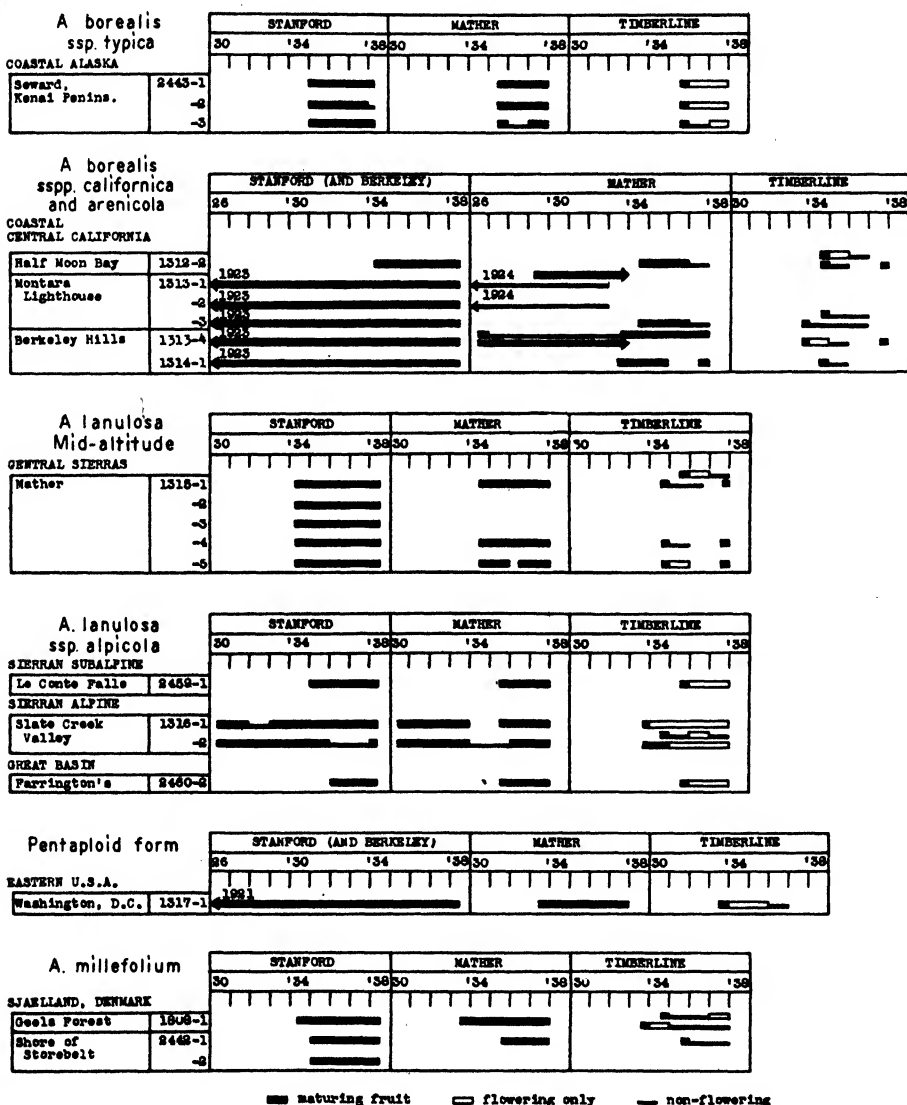 A borealis ssp. typica
STANFORD MATHER TIMBERLINE
30 '34 '38 30 '34 '38 30 '34 '38
COASTAL ALASKA
Seward, Kenai Penins. 2443-1
-2
-3
A borealis sspp. californica and arenicola
STANFORD (AND BERKELEY) MATHER TIMBERLINE
26 '30 '34 '38 26 '30 '34 '38 30 '34 '38
COASTAL CENTRAL CALIFORNIA
Half Moon Bay 1312-2
Montara Lighthouse 1313-1 1923 1924
-2 1923 1924
-3 1923
Berkeley Hills 1313-4 1923
1314-1 1923
A lanulosa Mid-altitude
STANFORD MATHER TIMBERLINE
30 '34 '38 30 '34 '38 30 '34 '38
CENTRAL SIERRAS
Mather 1315-1
-2
-3
-4
-5
A. lanulosa ssp. alpicola
STANFORD MATHER TIMBERLINE
30 '34 '38 30 '34 '38 30 '34 '38
SIERRAN SUBALPINE
Le Conte Falls 2459-1
SIERRAN ALPINE
Slate Creek Valley 1316-1
-2
GREAT BASIN
Farrington's 2460-2
Pentaploid form
STANFORD (AND BERKELEY) MATHER TIMBERLINE
26 '30 '34 '38 30 '34 '38 30 '34 '38
EASTERN U.S.A.
Washington, D.C. 1317-1 1921
A. millefolium
STANFORD MATHER TIMBERLINE
30 '34 '38 30 '34 '38 30 '34 '38
SJAELLAND, DENMARK
Geels Forest 1808-1
Shore of Storebelt 2442-1
-2
maturing fruit flowering only non-flowering